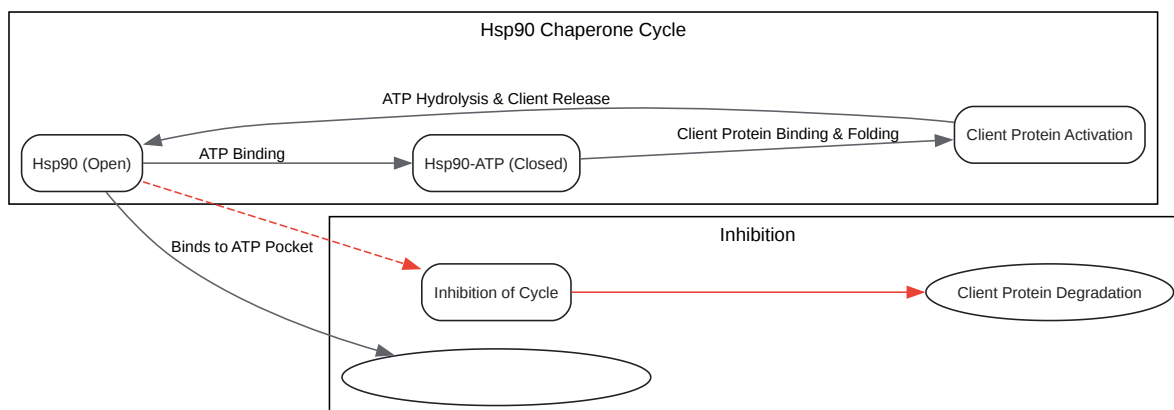 Hsp90 Chaperone Cycle
ATP Hydrolysis & Client Release
Client Protein Binding & Folding
Client Protein Activation
Hsp90 (Open)
ATP Binding
Hsp90-ATP (Closed)
Inhibition
Binds to ATP Pocket
Inhibition of Cycle
Client Protein Degradation